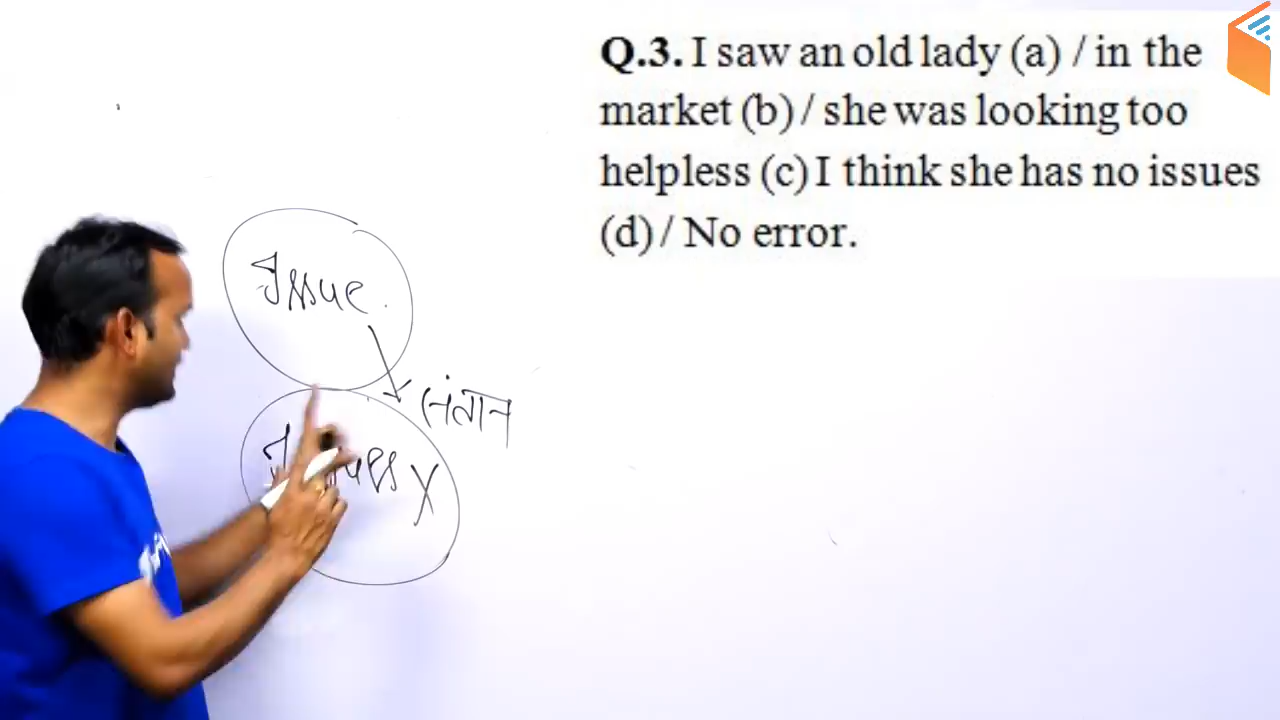 Q.3. I saw an old lady (a) / in the
market (b) / she was looking too
helpless (c) I think she has no issues
(d) / No error.
Issue.
संतान
X